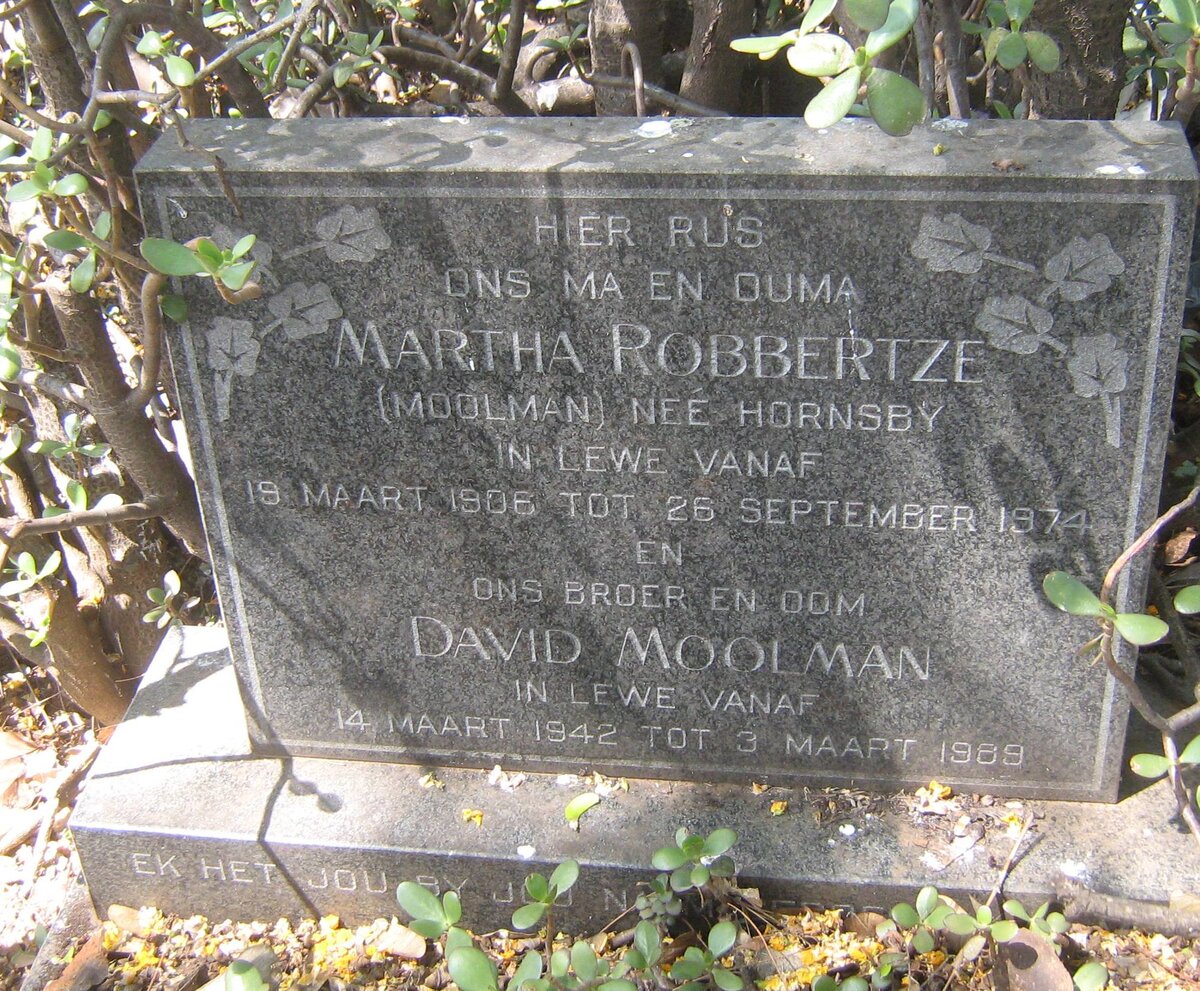 HIER RUS
ONS MA EN OUMA
MARTHA ROBBERTZE
(MOOLMAN) NEÉ HORNSBY
IN LEWE VANAF
19 MAART 1906 TOT 26 SEPTEMBER 1974
EN
ONS BROER EN OOM
DAVID MOOLMAN
IN LEWE VANAF
14 MAART 1942 TOT 3 MAART 1989
EK HET JOU BY JOU